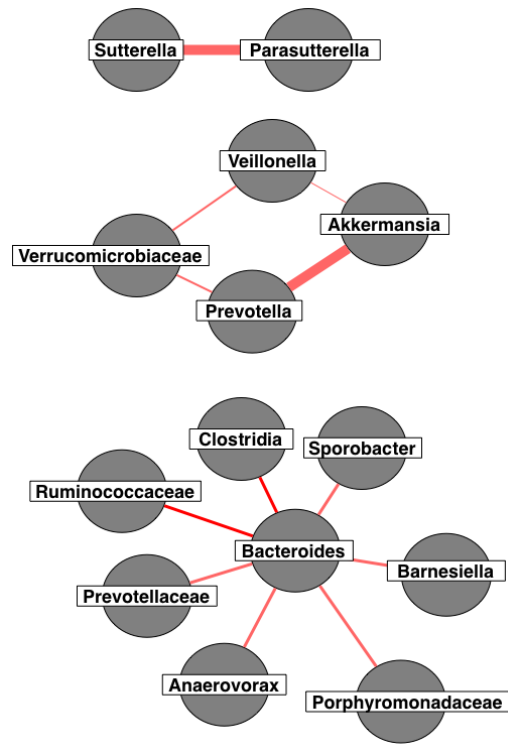 Sutterella
Parasutterella
Veillonella
Akkermansia
Verrucomicrobiaceae
Prevotella
Clostridia
Sporobacter
Ruminococcaceae
Bacteroides
Barnesiella
Prevotellaceae
Anaerovorax
Porphyromonadaceae